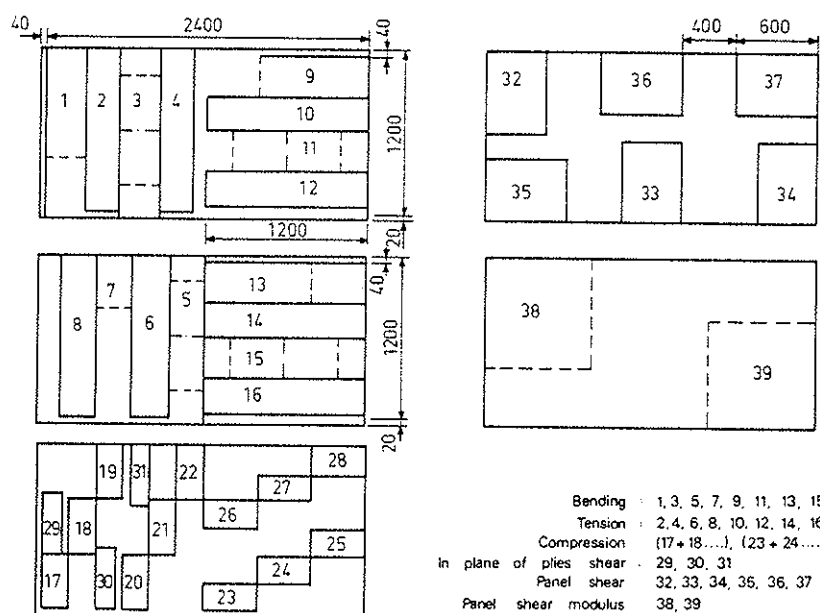 40 2400 40
1 2 3 4 9 10 11 12
1200
1200 20
8 7 6 5 13 14 15 16
40 1200
20
19 31 22 28
27
29 18 21 26
25
17 30 20 24
23
400 600
32 36 37
35 33 34
38
39
Bending : 1, 3, 5, 7, 9, 11, 13, 15
Tension : 2, 4, 6, 8, 10, 12, 14, 16
Compression (17 + 18....), (23 + 24....
In plane of plies shear : 29, 30, 31
Panel shear 32, 33, 34, 35, 36, 37
Panel shear modulus 38, 39